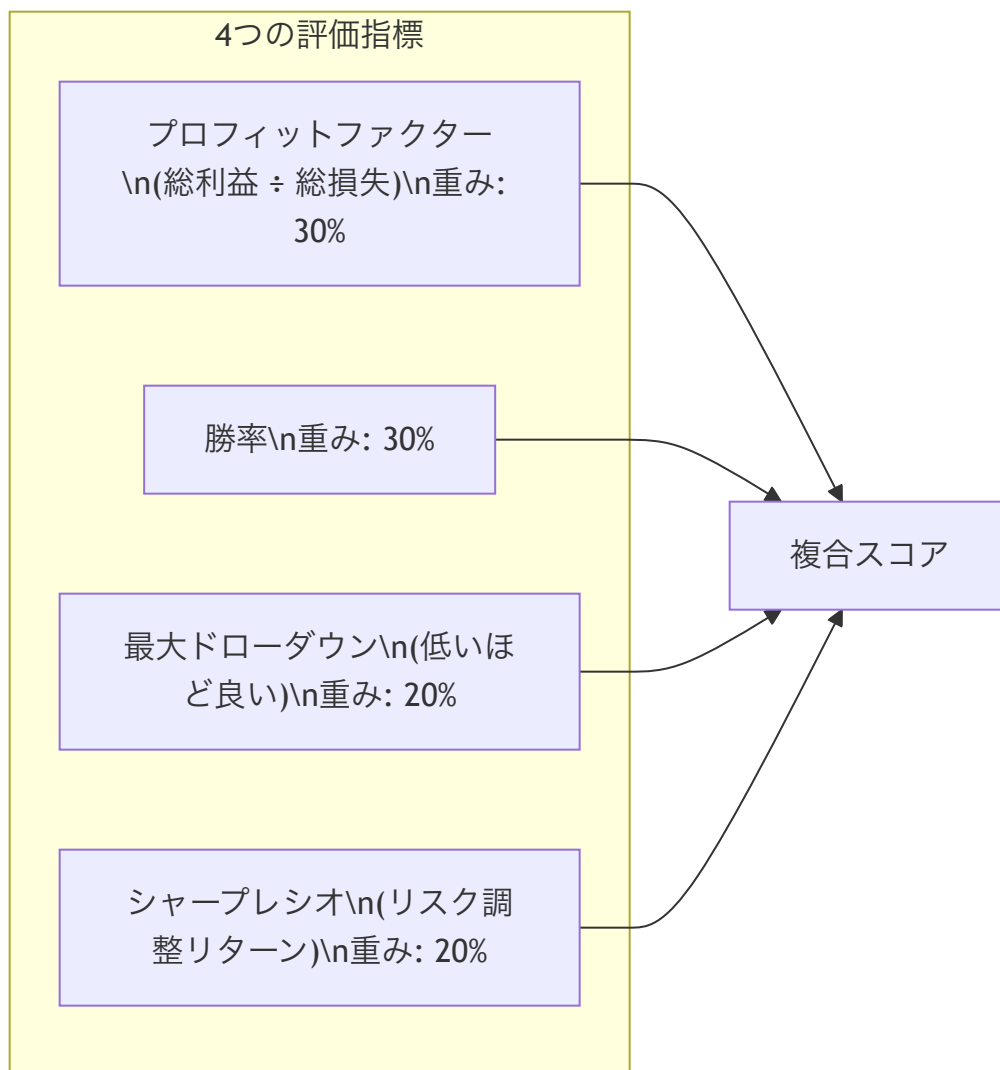 4つの評価指標
プロフィットファクター
\n(総利益 ÷ 総損失)\n重み:
30%
勝率\n重み: 30%
複合スコア
最大ドローダウン\n(低いほ
ど良い)\n重み: 20%
シャープレシオ\n(リスク調
整リターン)\n重み: 20%